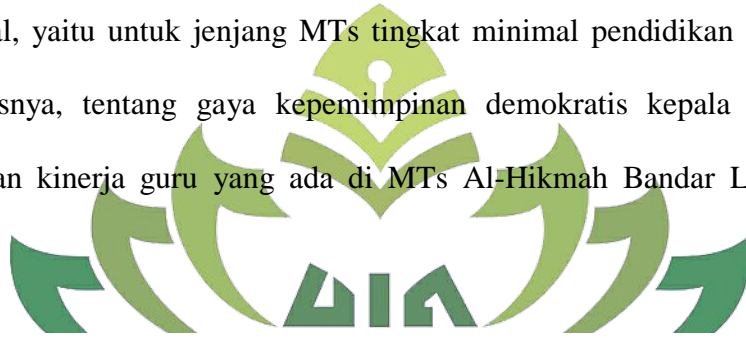 al, yaitu untuk jenjang MTs tingkat minimal pendidikan
snya, tentang gaya kepemimpinan demokratis kepala
an kinerja guru yang ada di MTs Al-Hikmah Bandar L
UIN